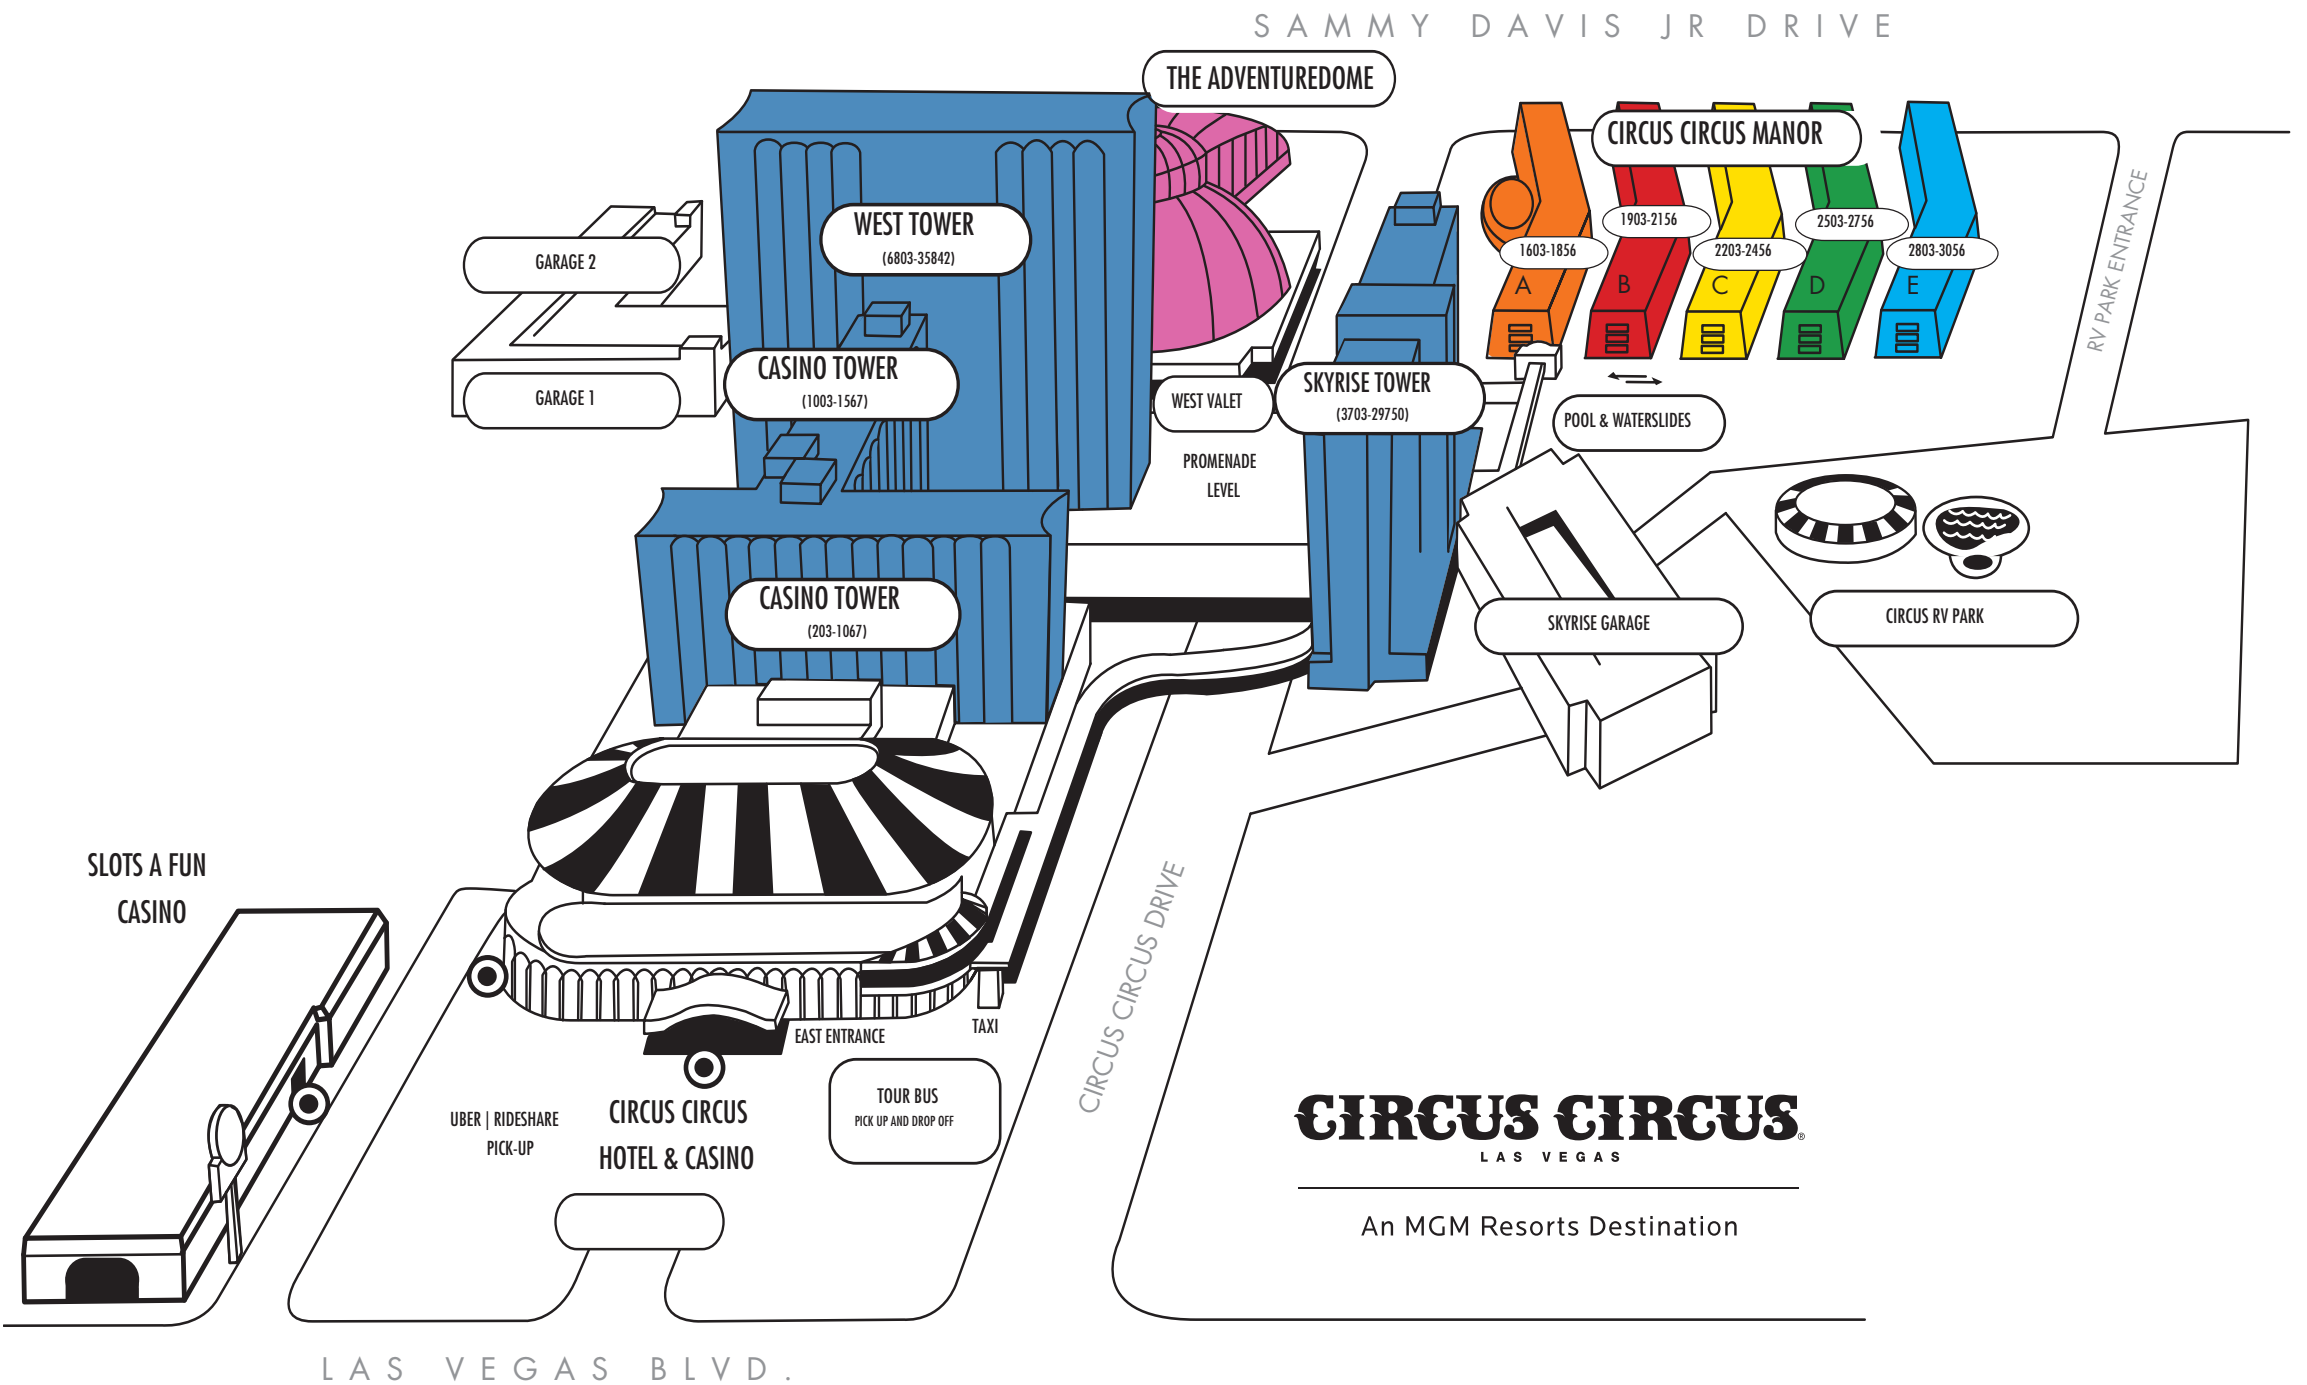 SAMMY DAVIS JR DRIVE
THE ADVENTUREDOME
CIRCUS CIRCUS MANOR
WEST TOWER
(6803-35842)
GARAGE 2
1603-1856
1903-2156
2203-2456
2503-2756
2803-3056
A
B
C
D
E
RV PARK ENTRANCE
CASINO TOWER
(1003-1567)
GARAGE 1
WEST VALET
SKYRISE TOWER
(3703-29750)
POOL & WATERSLIDES
PROMENADE
LEVEL
CASINO TOWER
(203-1067)
SKYRISE GARAGE
CIRCUS RV PARK
SLOTS A FUN
CASINO
CIRCUS CIRCUS DRIVE
EAST ENTRANCE
TAXI
UBER | RIDESHARE
PICK-UP
CIRCUS CIRCUS
HOTEL & CASINO
TOUR BUS
PICK UP AND DROP OFF
CIRCUS CIRCUS®
LAS VEGAS
An MGM Resorts Destination
LAS VEGAS BLVD.